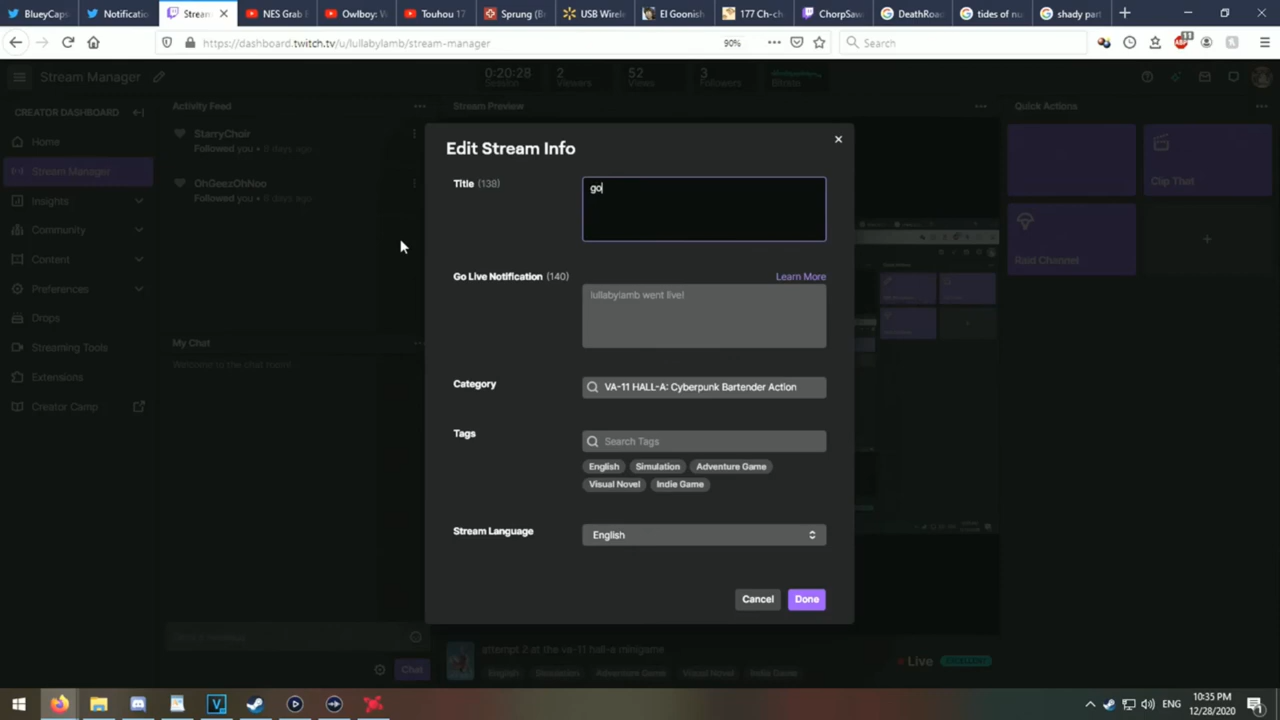 BlueyCaps
Notification
Stream
NES Grab
Owlboy:
Touhou 17
Sprung (B
USB Wirele
El Goonish
177 Ch-ch
ChorpSaw
DeathRoad
tides of nu
shady part
https://dashboard.twitch.tv/u/lullabylamb/stream-manager
90%
Search
Stream Manager
0:20:28
Session
2
Viewers
52
Views
3
Followers
Bitrate
CREATOR DASHBOARD
Home
Stream Manager
Insights
Community
Content
Preferences
Drops
Streaming Tools
Extensions
Creator Camp
Activity Feed
StarryChoir
Followed you • 8 days ago
OhGeezOhNoo
Followed you • 8 days ago
My Chat
Welcome to the chat room!
Chat
Stream Preview
Edit Stream Info
Title (138)
go
Go Live Notification (140)
Learn More
lullabylamb went live!
Category
VA-11 HALL-A: Cyberpunk Bartender Action
Tags
Search Tags
English
Simulation
Adventure Game
Visual Novel
Indie Game
Stream Language
English
Cancel
Done
attempt 2 at the va-11 hall-a minigame
English
Simulation
Adventure Game
Visual Novel
Indie Game
Live
EXCELLENT
Quick Actions
Clip That
Raid Channel
ENG
10:35 PM
12/28/2020